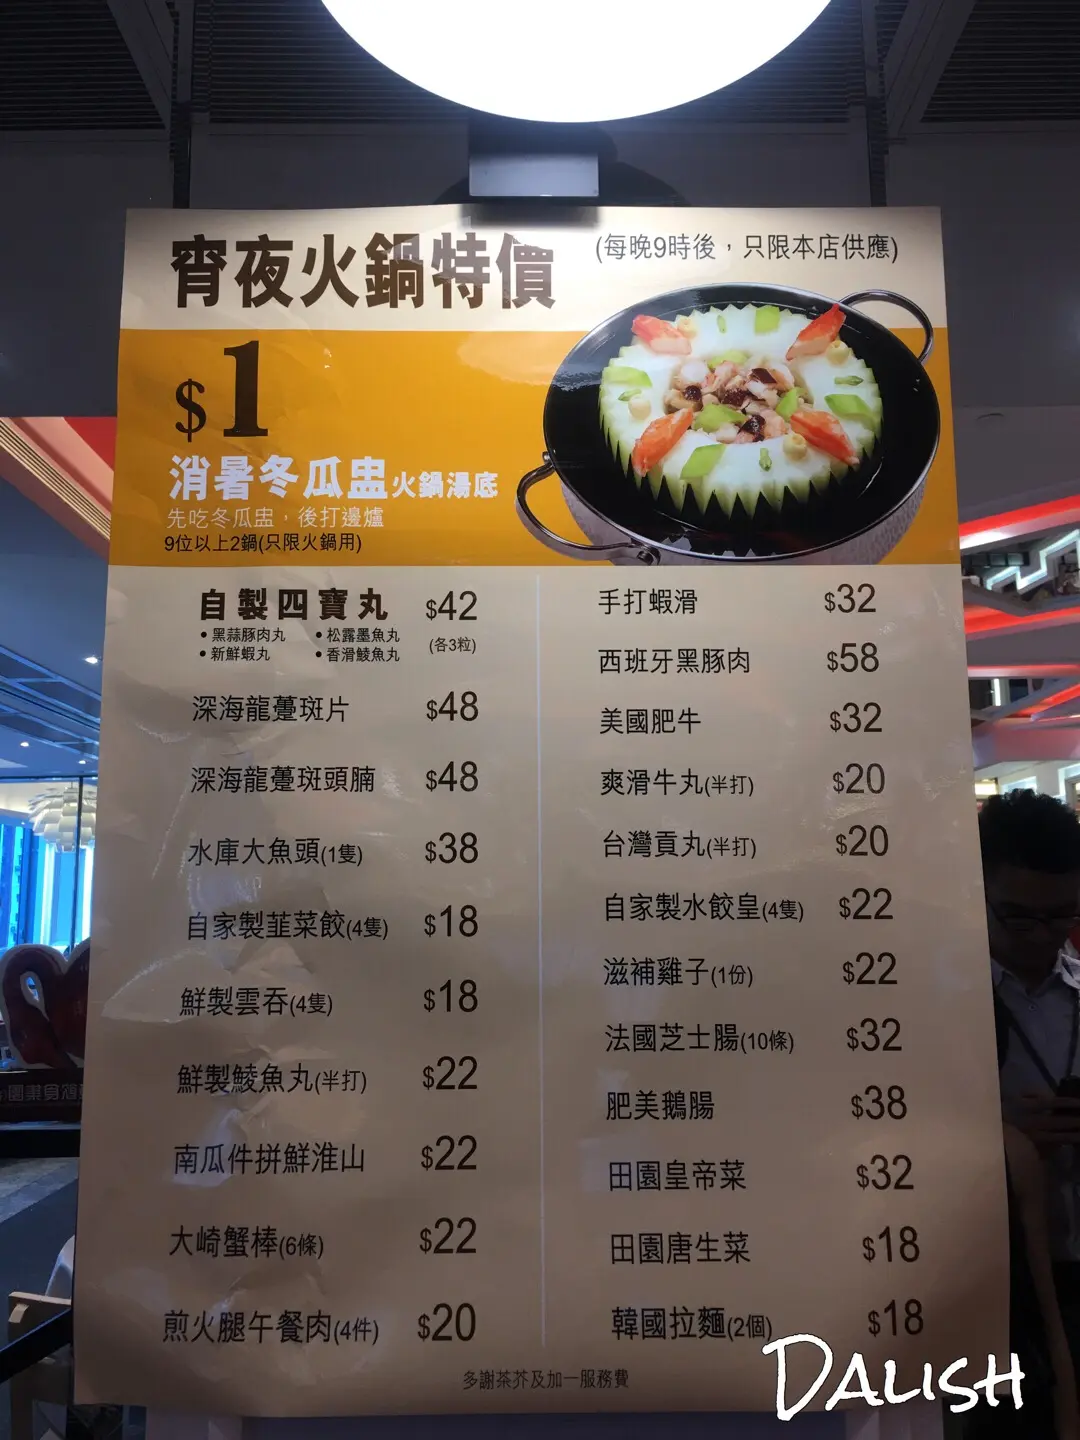 宵夜火鍋特價
(每晚9時後，只限本店供應)
$1
消暑冬瓜盅火鍋湯底
先吃冬瓜盅，後打邊爐
9位以上2鍋(只限火鍋用)
自製四寶丸 $42
•黑蒜豚肉丸 •松露墨魚丸 (各3粒)
•新鮮蝦丸 •香滑鯪魚丸
深海龍躉斑片 $48
深海龍躉斑頭腩 $48
水庫大魚頭(1隻) $38
自家製韮菜餃(4隻) $18
鮮製雲吞(4隻) $18
鮮製鯪魚丸(半打) $22
南瓜件拼鮮淮山 $22
大崎蟹棒(6條) $22
煎火腿午餐肉(4件) $20
手打蝦滑 $32
西班牙黑豚肉 $58
美國肥牛 $32
爽滑牛丸(半打) $20
台灣貢丸(半打) $20
自家製水餃皇(4隻) $22
滋補雞子(1份) $22
法國芝士腸(10條) $32
肥美鵝腸 $38
田園皇帝菜 $32
田園唐生菜 $18
韓國拉麵(2個) $18
多謝茶芥及加一服務費
DALISH